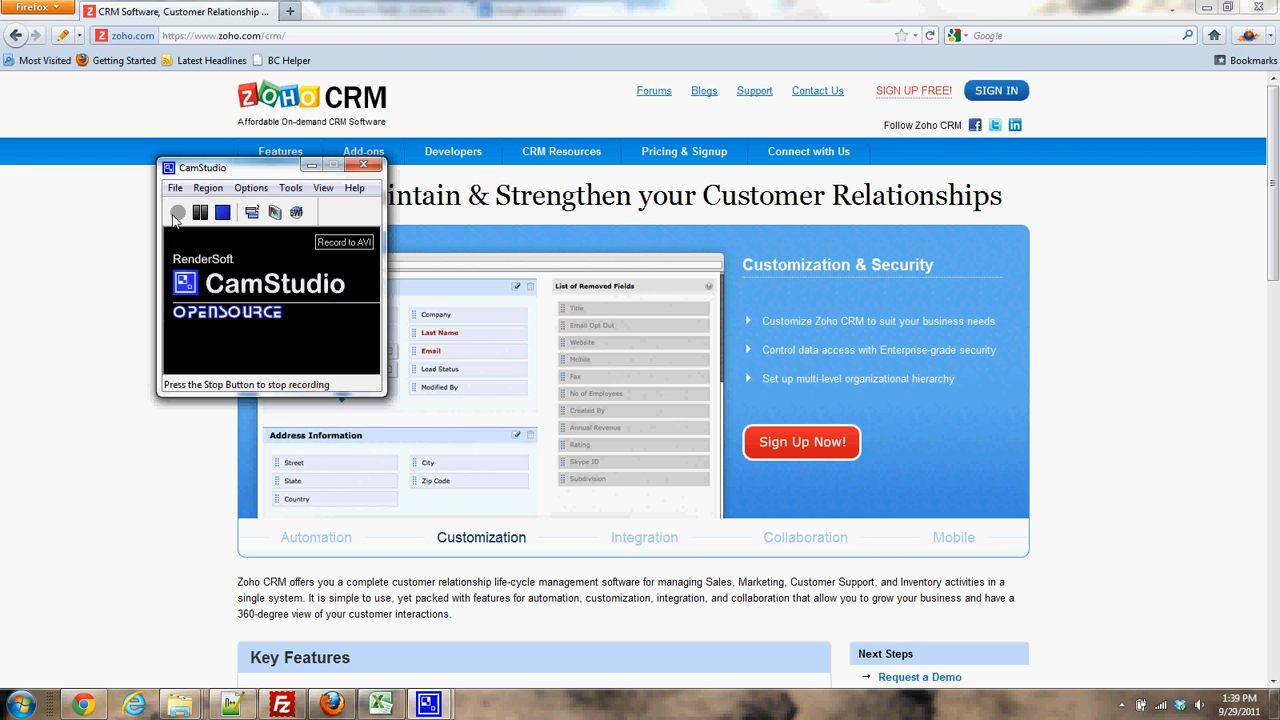 Firefox
CRM Software, Customer Relationship ...
zoho.com
https://www.zoho.com/crm/
Google
Most Visited
Getting Started
Latest Headlines
BC Helper
Bookmarks
ZOHO CRM
Affordable On-demand CRM Software
Forums
Blogs
Support
Contact Us
SIGN UP FREE!
SIGN IN
Follow Zoho CRM
Features
Add-ons
Developers
CRM Resources
Pricing & Signup
Connect with Us
intain & Strengthen your Customer Relationships
CamStudio
File Region Options Tools View Help
Record to AVI
RenderSoft
CamStudio
OPENSOURCE
Press the Stop Button to stop recording
Company
Last Name
Email
Lead Status
Modified By
Address Information
Street
City
State
Zip Code
Country
List of Removed Fields
Title
Email Opt Out
Website
Mobile
Fax
No of Employees
Created By
Annual Revenue
Rating
Skype ID
Subdivision
Customization & Security
Customize Zoho CRM to suit your business needs
Control data access with Enterprise-grade security
Set up multi-level organizational hierarchy
Sign Up Now!
Automation
Customization
Integration
Collaboration
Mobile
Zoho CRM offers you a complete customer relationship life-cycle management software for managing Sales, Marketing, Customer Support, and Inventory activities in a
single system. It is simple to use, yet packed with features for automation, customization, integration, and collaboration that allow you to grow your business and have a
360-degree view of your customer interactions.
Key Features
Next Steps
Request a Demo
1:39 PM
9/29/2011